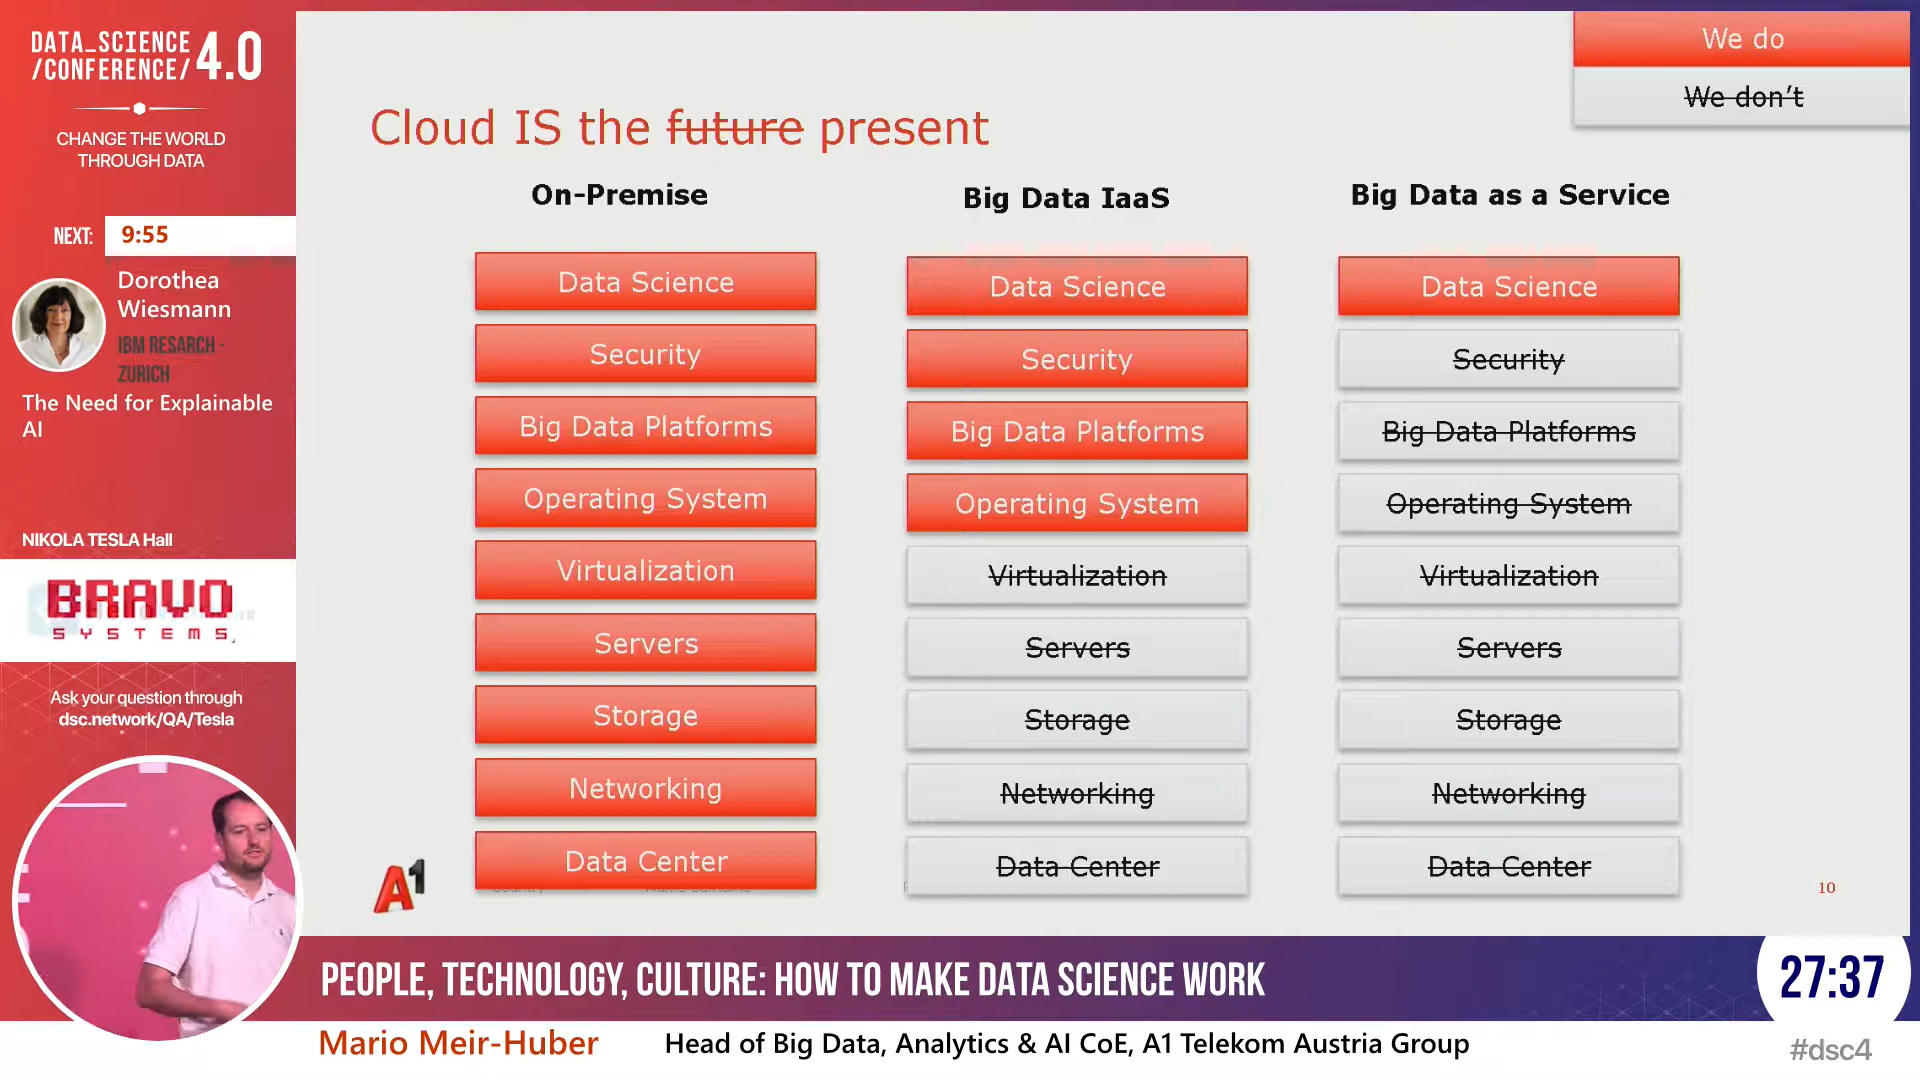 DATA_SCIENCE
/CONFERENCE/ 4.0
CHANGE THE WORLD
THROUGH DATA
NEXT: 9:55
Dorothea
Wiesmann
IBM RESARCH -
ZURICH
The Need for Explainable
AI
NIKOLA TESLA Hall
BRAVO
SYSTEMS
Ask your question through
dsc.network/QA/Tesla
We do
We don't
Cloud IS the future present
On-Premise
Data Science
Security
Big Data Platforms
Operating System
Virtualization
Servers
Storage
Networking
Data Center
Big Data IaaS
Data Science
Security
Big Data Platforms
Operating System
Virtualization
Servers
Storage
Networking
Data Center
Big Data as a Service
Data Science
Security
Big Data Platforms
Operating System
Virtualization
Servers
Storage
Networking
Data Center
A1
10
PEOPLE, TECHNOLOGY, CULTURE: HOW TO MAKE DATA SCIENCE WORK
27:37
Mario Meir-Huber
Head of Big Data, Analytics & AI CoE, A1 Telekom Austria Group
#dsc4